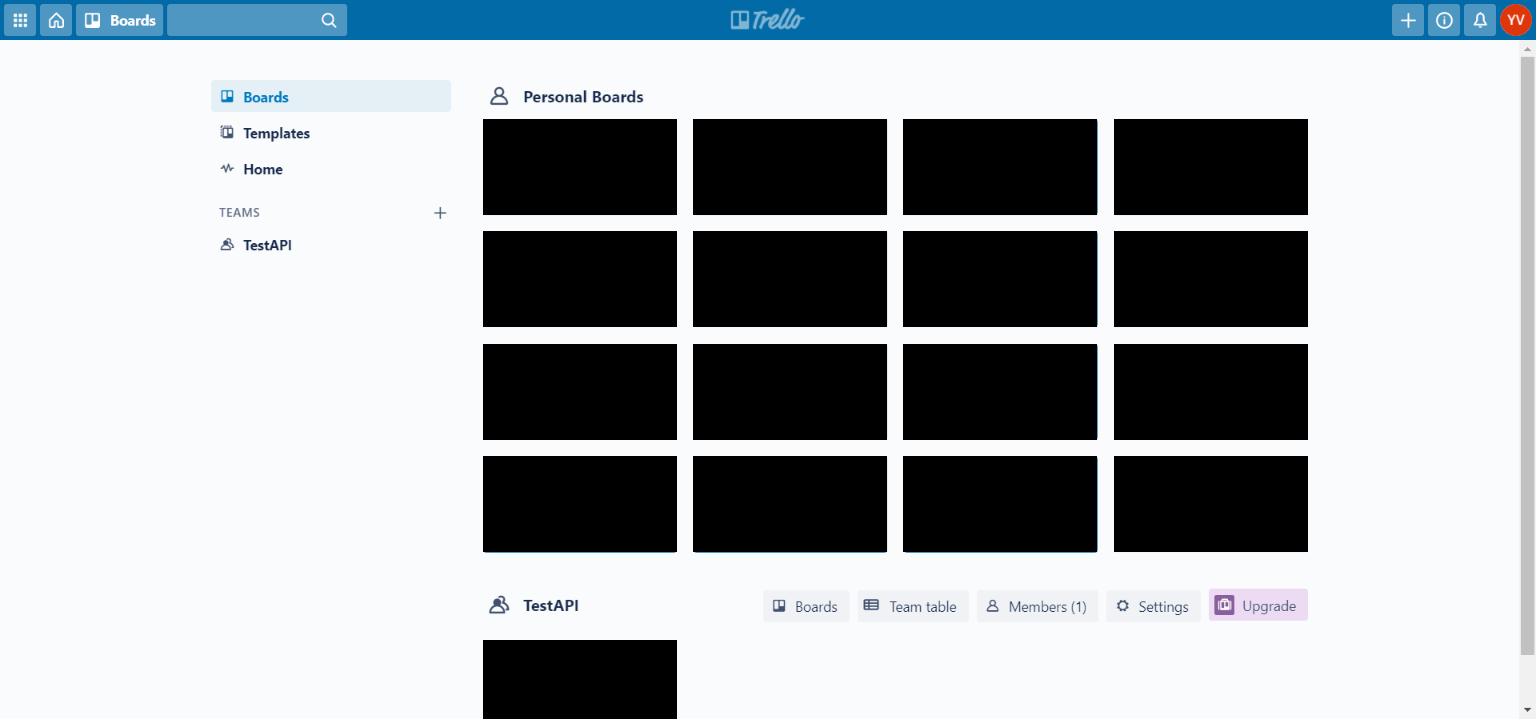 Boards
Trello
YV
Boards
Templates
Home
TEAMS
TestAPI
Personal Boards
TestAPI
Boards
Team table
Members (1)
Settings
Upgrade